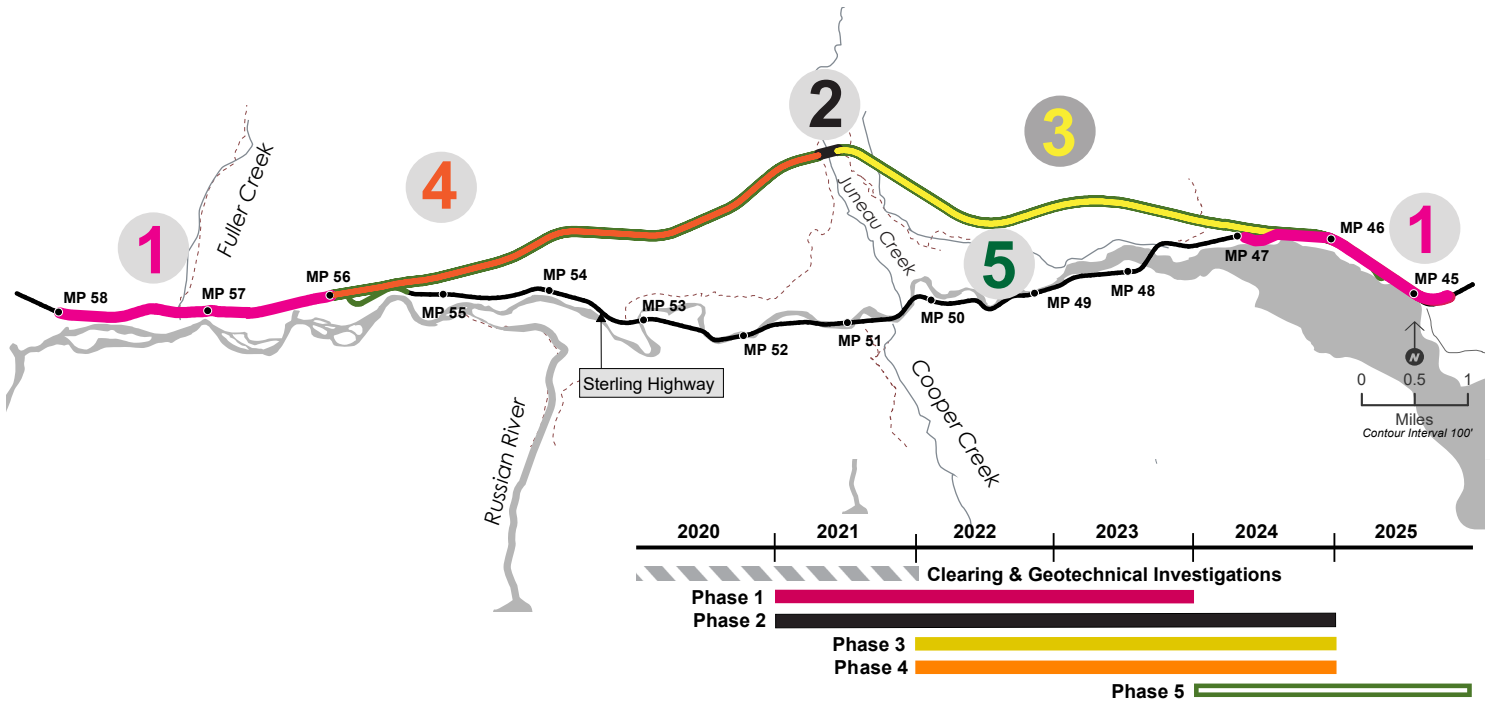 2
3
4
1
1
5
Fuller Creek
Juneau Creek
MP 58
MP 57
MP 56
MP 55
MP 54
MP 53
MP 52
MP 51
MP 50
MP 49
MP 48
MP 47
MP 46
MP 45
Sterling Highway
Russian River
Cooper Creek
N
0 0.5 1
Miles
Contour Interval 100'
2020 2021 2022 2023 2024 2025
Clearing & Geotechnical Investigations
Phase 1
Phase 2
Phase 3
Phase 4
Phase 5